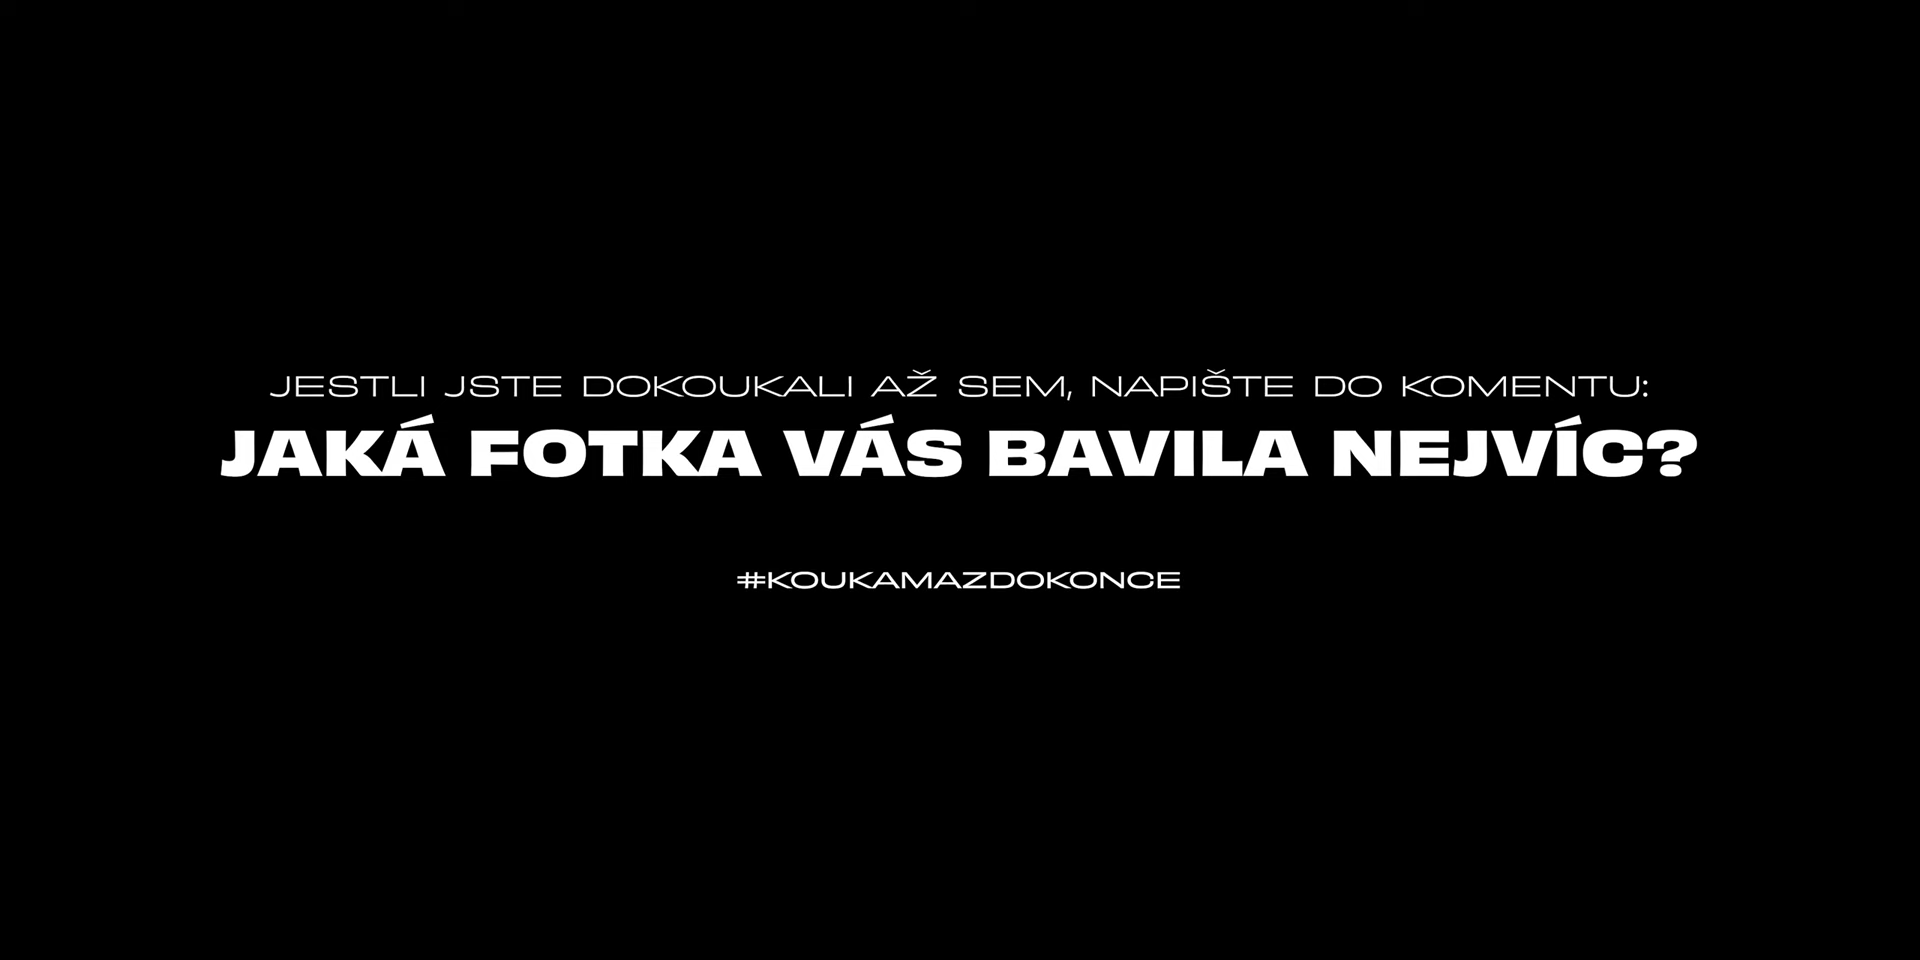 JESTLI JSTE DOKOUKALI AŽ SEM, NAPIŠTE DO KOMENTU:
JAKÁ FOTKA VÁS BAVILA NEJVÍC?
#KOUKAMAZDOKONCE